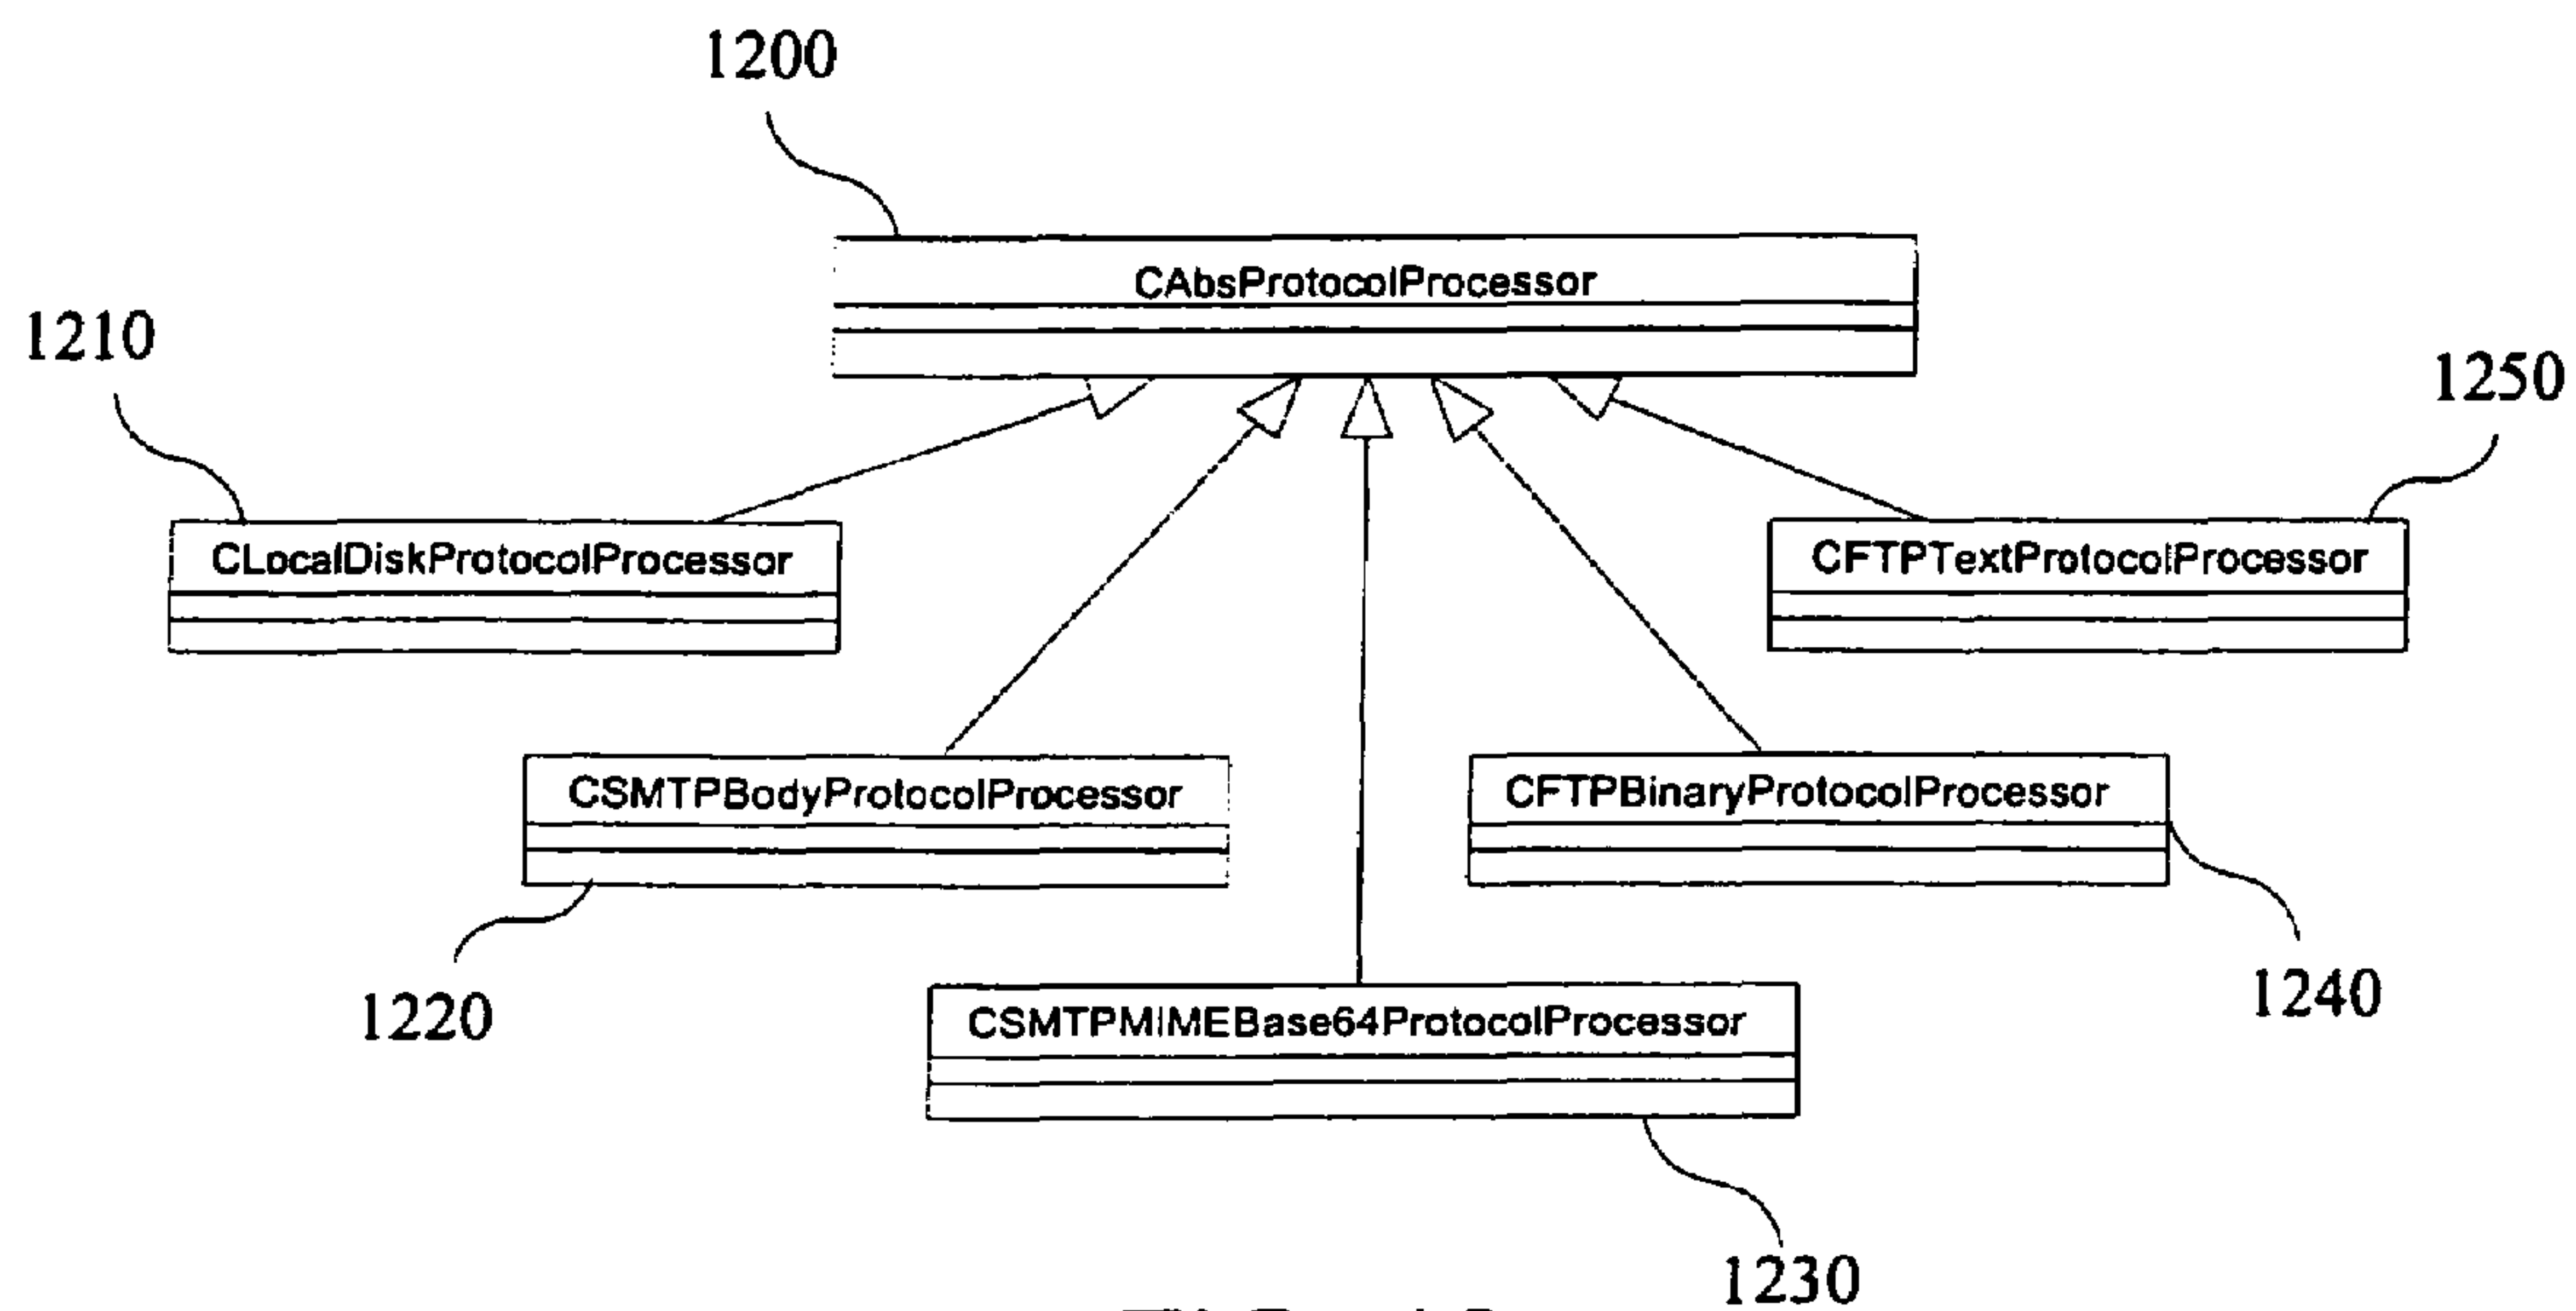 1200
CAbsProtocolProcessor
1210
1250
CLocalDiskProtocolProcessor
CFTPTextProtocolProcessor
CSMTPBodyProtocolProcessor
CFTPBinaryProtocolProcessor
1220
1240
CSMTPMIMEBase64ProtocolProcessor
1230